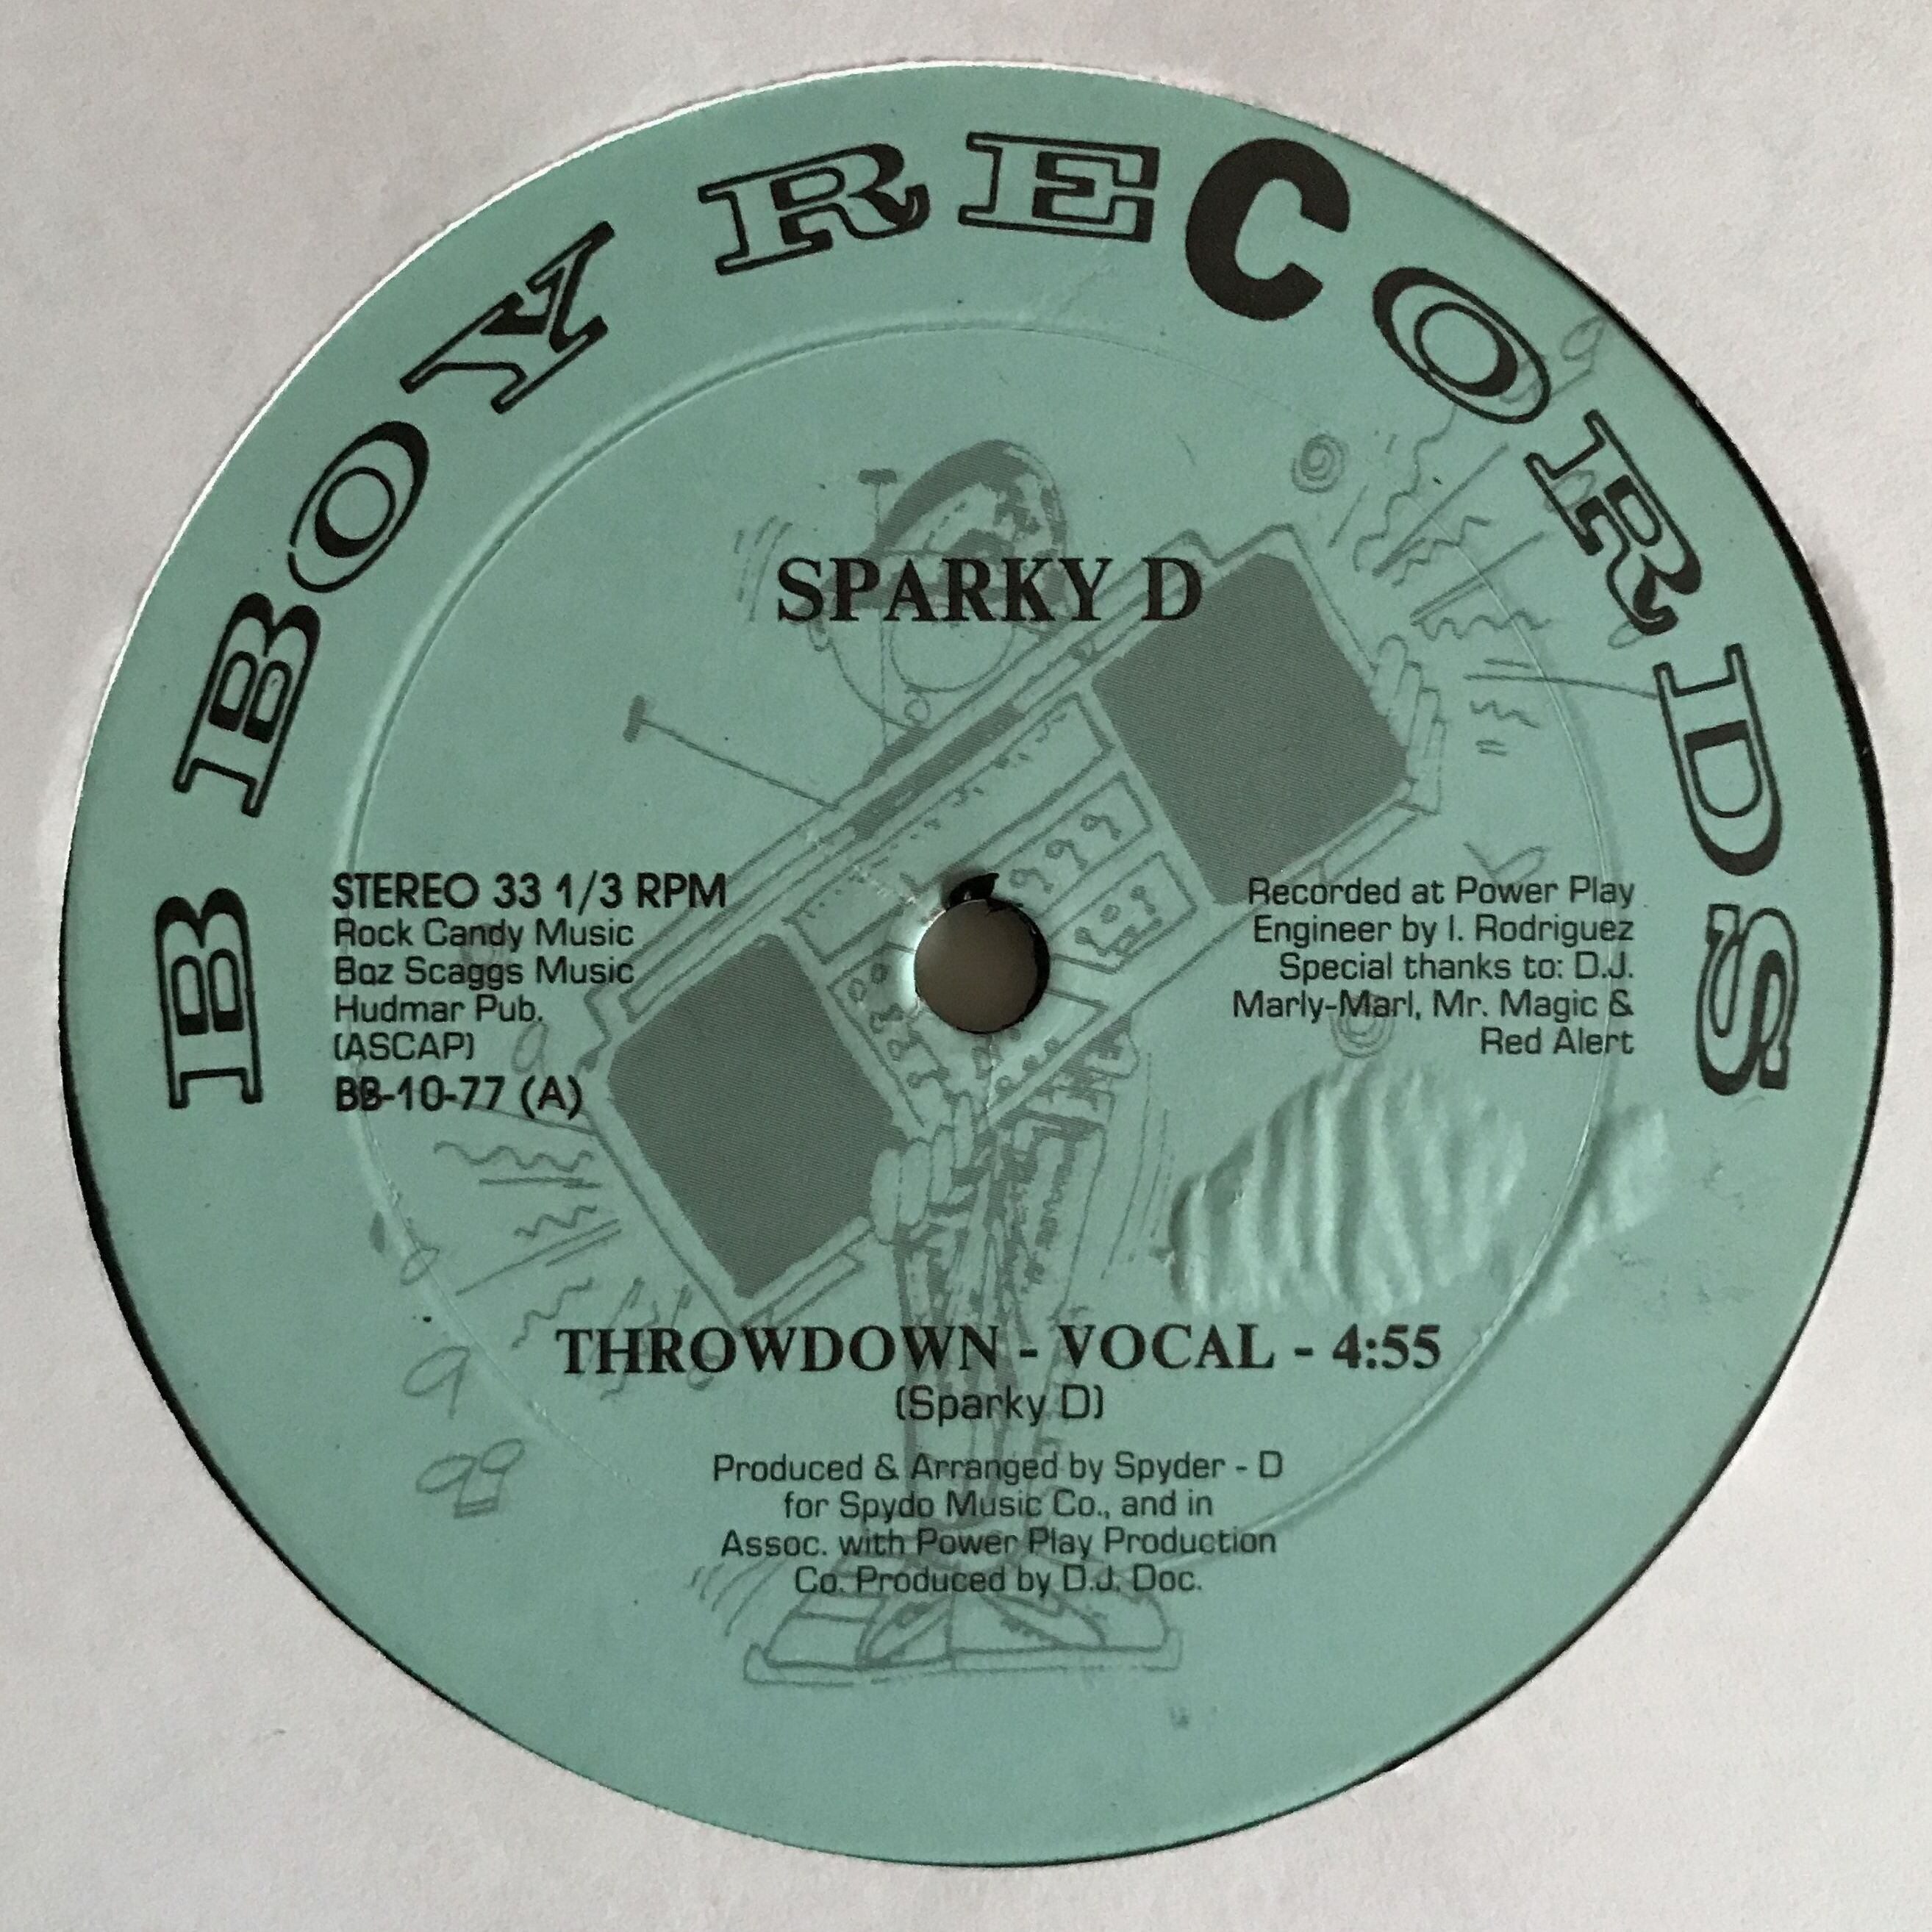 B BOY RECORDS
SPARKY D
STEREO 33 1/3 RPM
Rock Candy Music
Boz Scaggs Music
Hudmar Pub.
(ASCAP)
BB-10-77 (A)
Recorded at Power Play
Engineer by I. Rodriguez
Special thanks to: D.J.
Marly-Marl, Mr. Magic &
Red Alert
THROWDOWN - VOCAL - 4:55
(Sparky D)
Produced & Arranged by Spyder - D
for Spydo Music Co., and in
Assoc. with Power Play Production
Co. Produced by D.J. Doc.